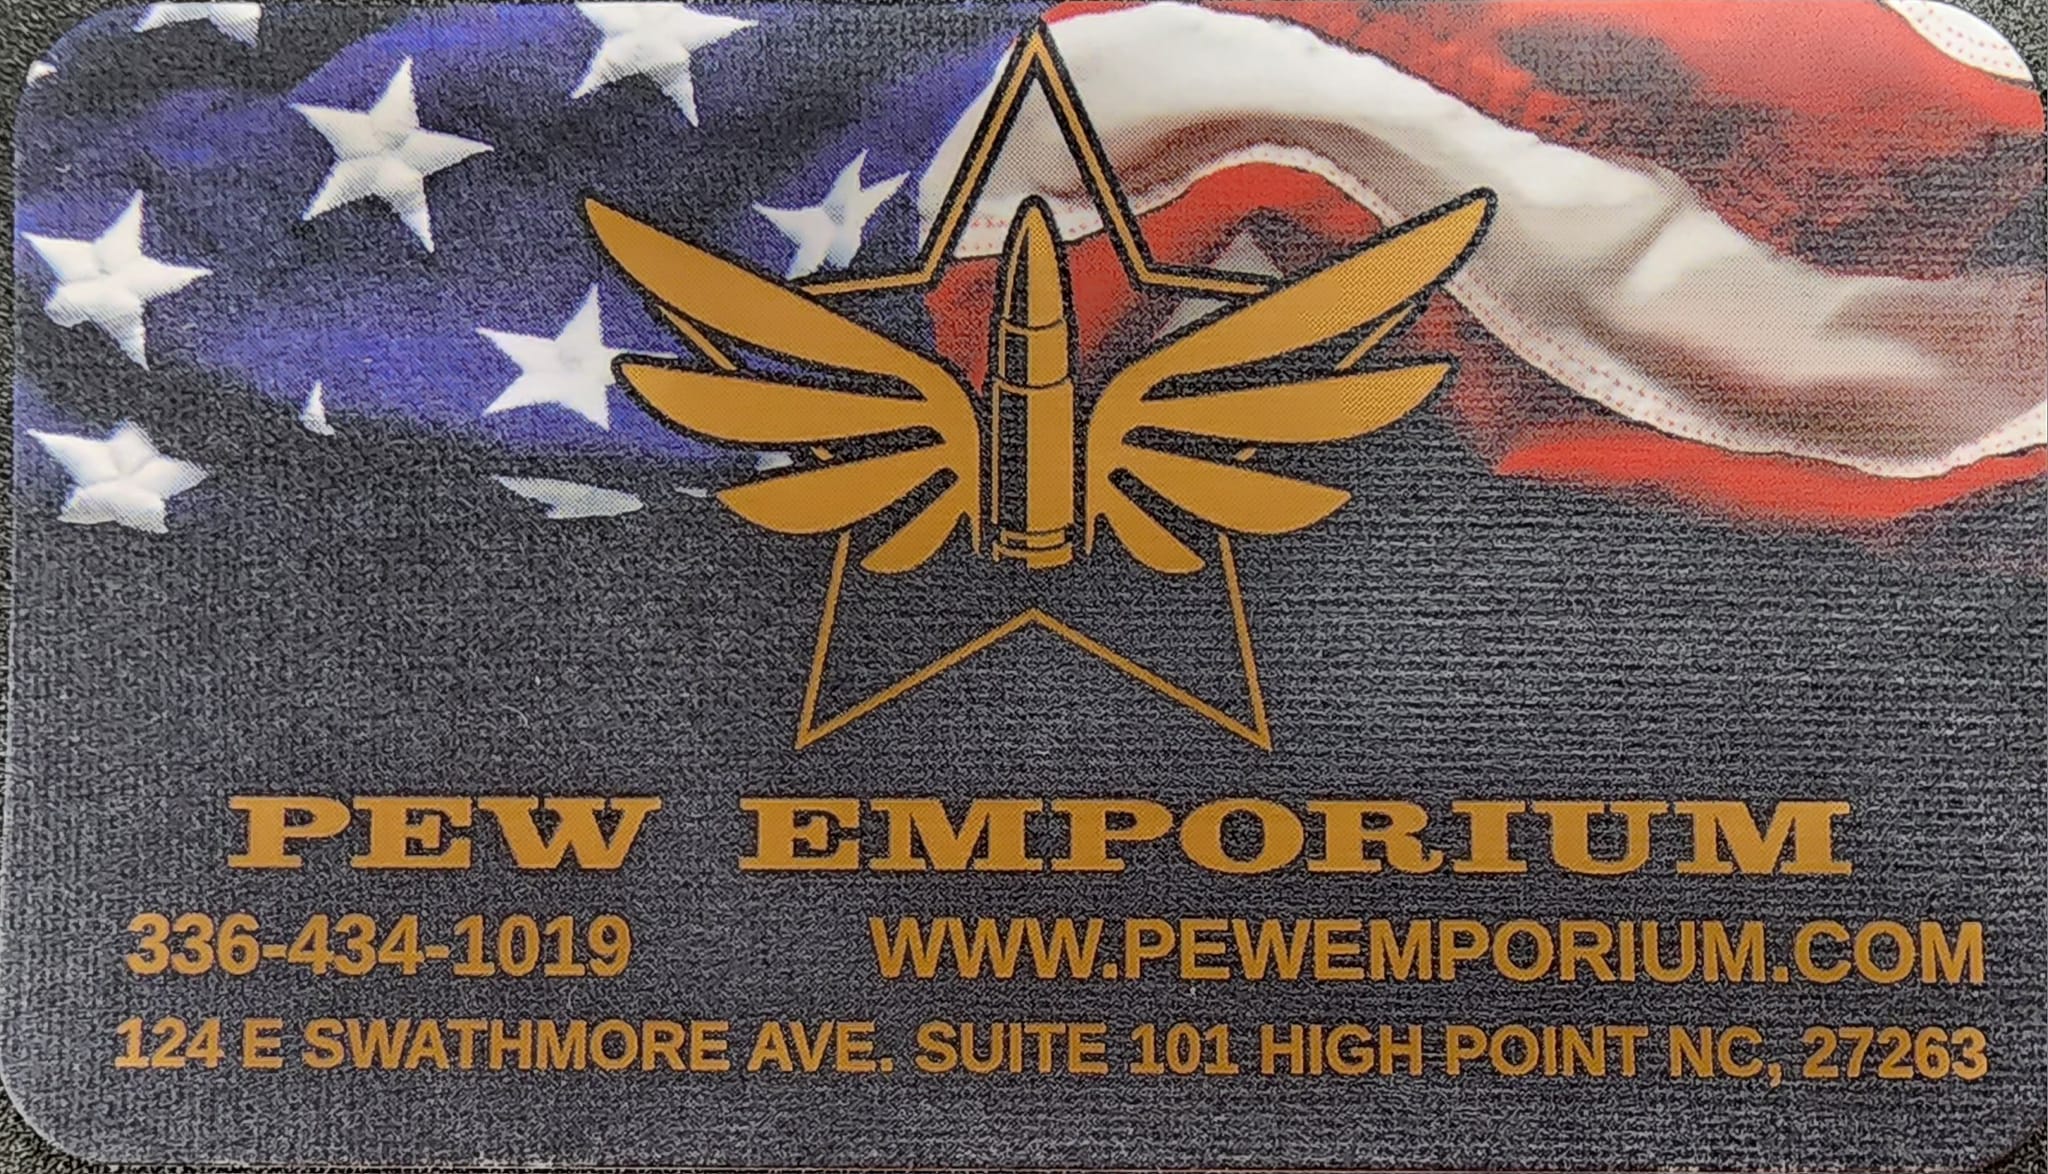 PEW EMPORIUM
336-434-1019 WWW.PEWEMPORIUM.COM
124 E SWATHMORE AVE. SUITE 101 HIGH POINT NC, 27263